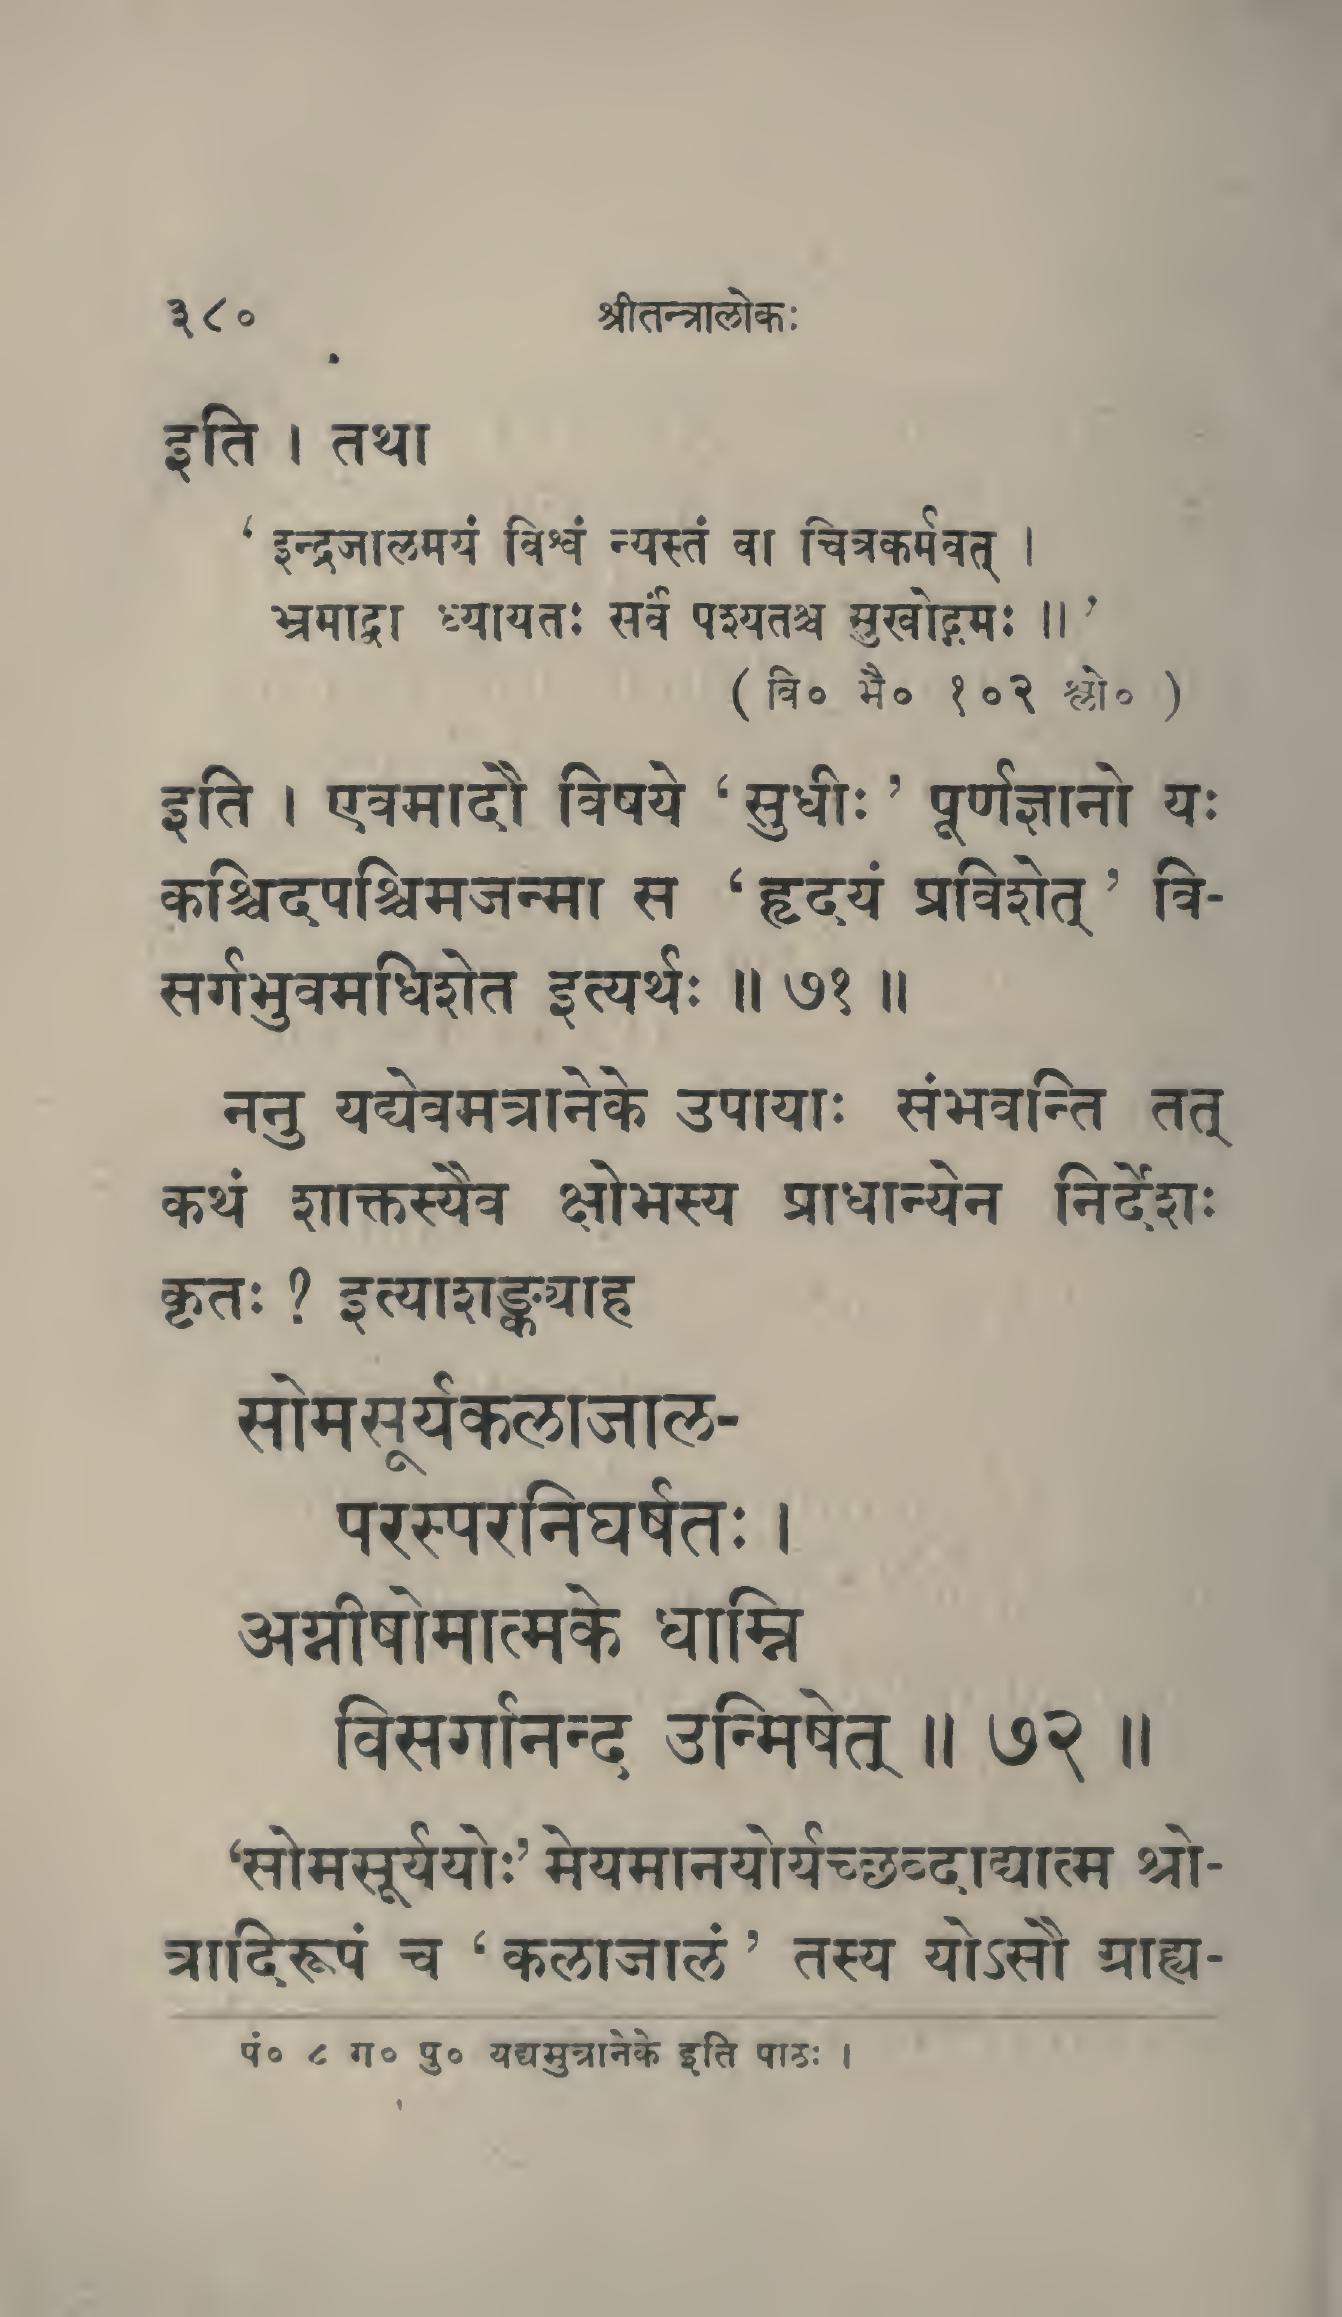 ३८० श्रीतन्त्रालोकः
इति । तथा
‘ इन्द्रजालमयं विश्वं न्यस्तं वा चित्रकर्मवत् ।
भ्रमाद्वा ध्यायतः सर्वं पश्यतश्च सुखोद्गमः ॥ ’
( वि० भै० १०२ श्लो० )
इति । एवमादौ विषये ‘ सुधीः ’ पूर्णज्ञानो यः
कश्चिदपश्चिमजन्मा स ‘ हृदयं प्रविशेत् ’ वि-
सर्गभुवमधिशेत इत्यर्थः ॥ ७१ ॥
ननु यद्येवमत्रानेके उपायाः संभवन्ति तत्
कथं शाक्तस्यैव क्षोभस्य प्राधान्येन निर्देशः
कृतः ? इत्याशङ्क्याह
सोमसूर्यकलाजाल-
परस्परनिघर्षतः ।
अग्नीषोमात्मके धाम्नि
विसर्गानन्द उन्मिषेत् ॥ ७२ ॥
‘सोमसूर्ययोः’ मेयमानयोर्यच्छब्दाद्यात्म श्रो-
त्रादिरूपं च ‘ कलाजालं ’ तस्य योऽसौ ग्राह्य-
पं० ८ ग० पु० यद्यमुत्रानेके इति पाठः ।